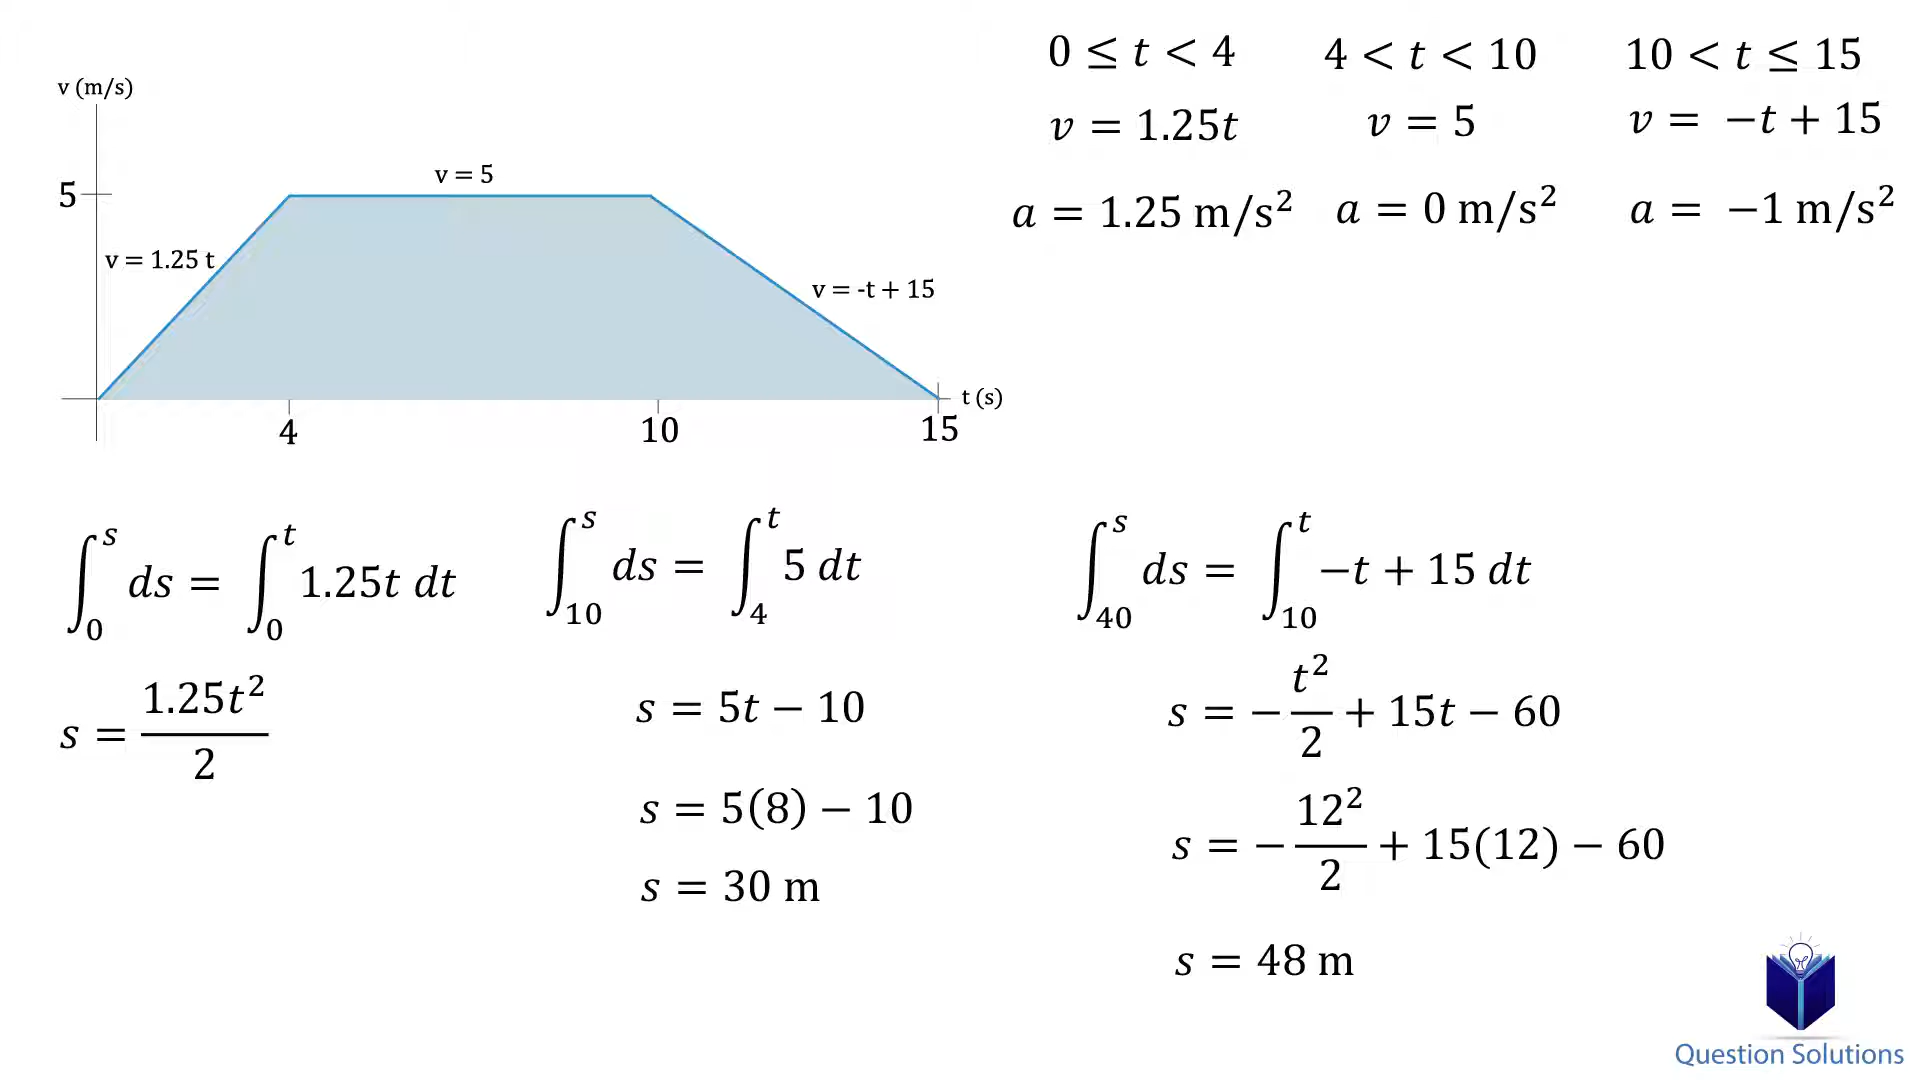 v (m/s)
5
v = 5
v = 1.25 t
v = -t + 15
t (s)
4
10
15
0 ≤ t < 4
v = 1.25t
a = 1.25 m/s²
4 < t < 10
v = 5
a = 0 m/s²
10 < t ≤ 15
v = −t + 15
a = −1 m/s²
∫₀ˢ ds = ∫₀ᵗ 1.25t dt
s = 1.25t²/2
∫₁₀ˢ ds = ∫₄ᵗ 5 dt
s = 5t − 10
s = 5(8) − 10
s = 30 m
∫₄₀ˢ ds = ∫₁₀ᵗ −t + 15 dt
s = −t²/2 + 15t − 60
s = −12²/2 + 15(12) − 60
s = 48 m
Question Solutions